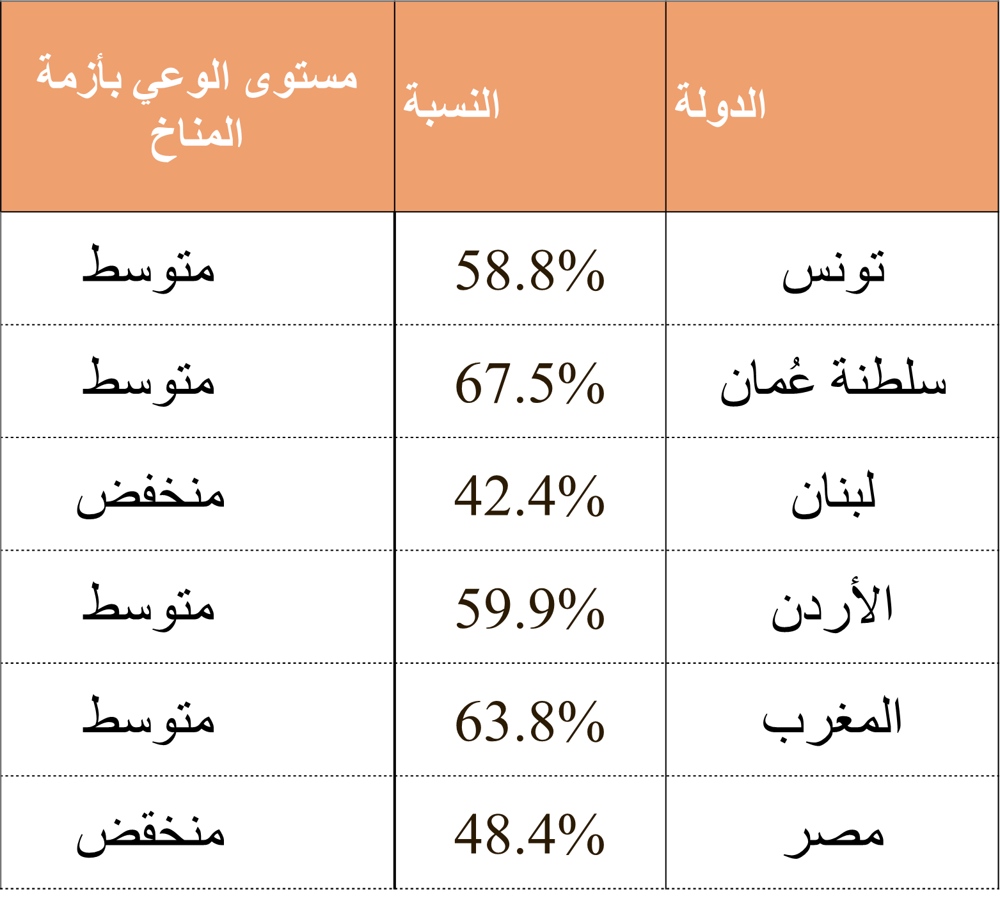 الدولة
النسبة
مستوى الوعي بأزمة
المناخ
تونس
58.8%
متوسط
سلطنة عُمان
67.5%
متوسط
لبنان
42.4%
منخفض
الأردن
59.9%
متوسط
المغرب
63.8%
متوسط
مصر
48.4%
منخقض